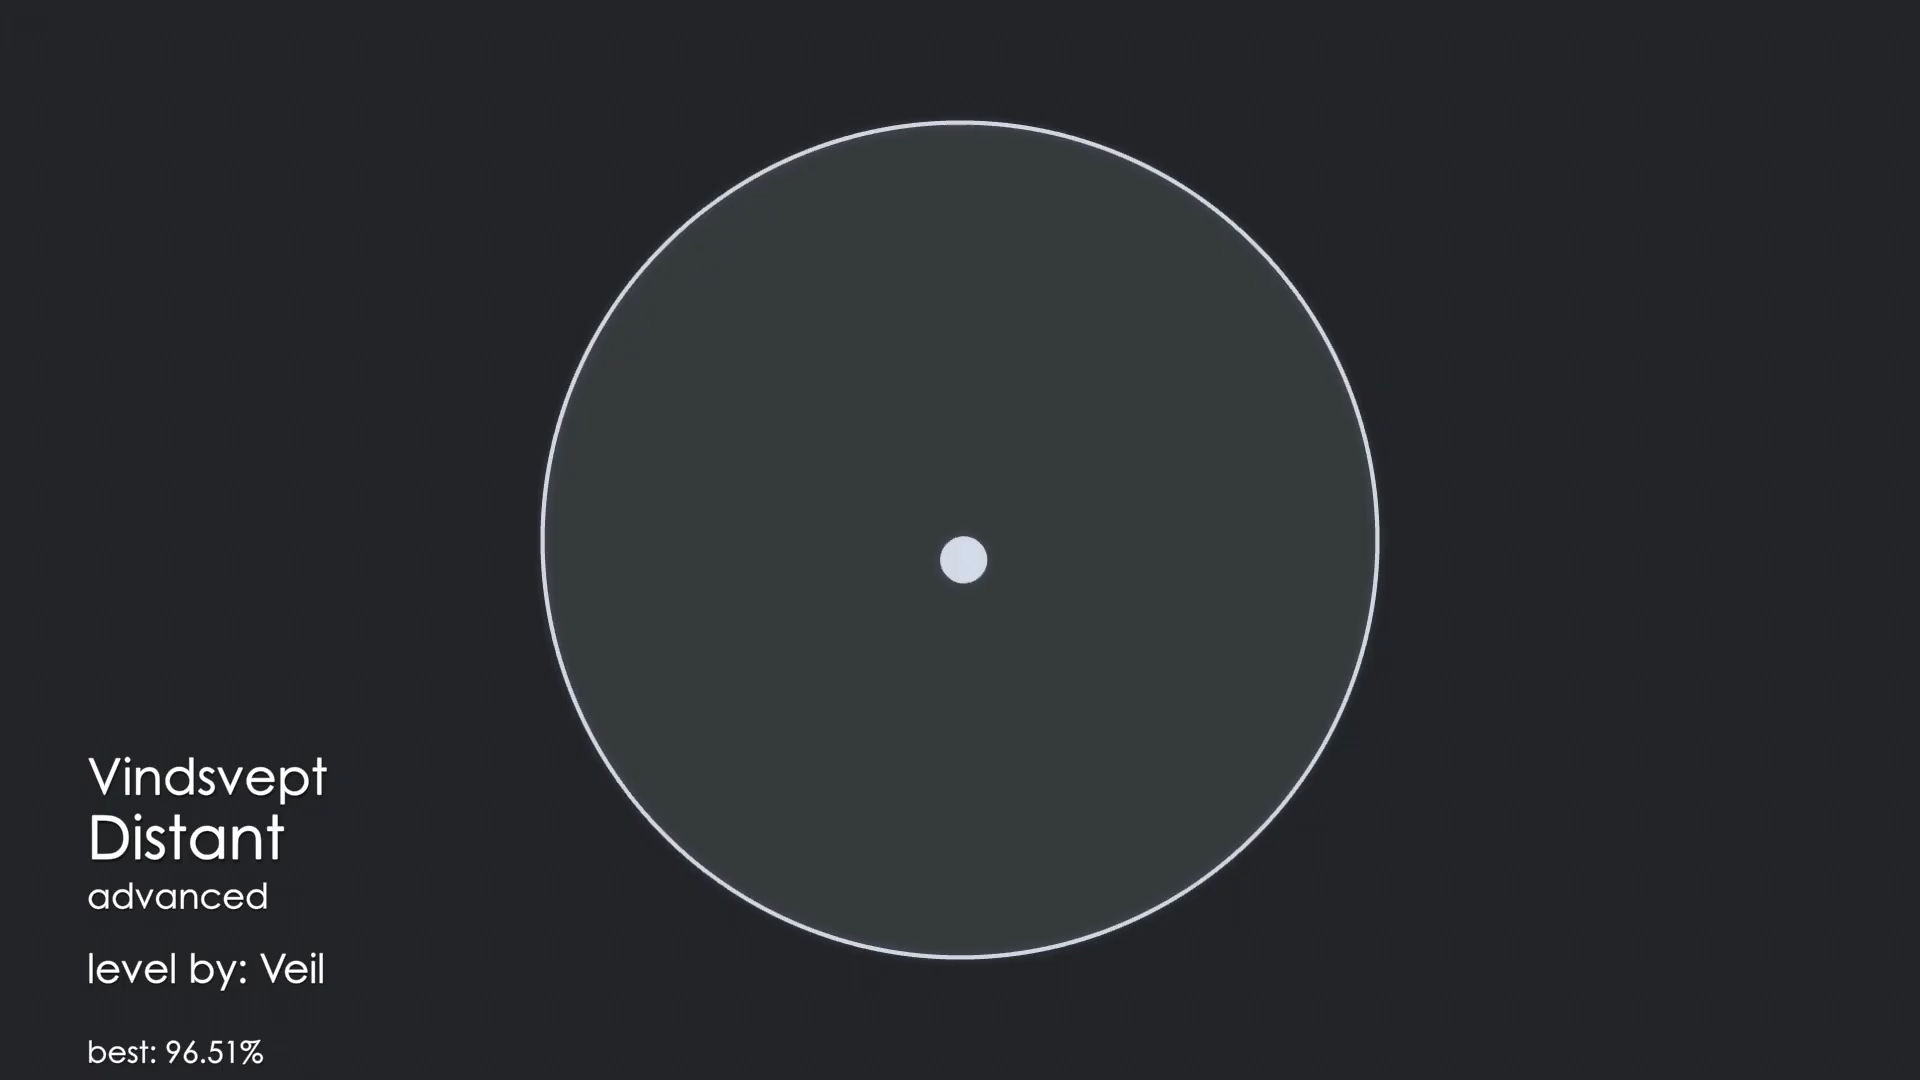 Vindsvept
Distant
advanced
level by: Veil
best: 96.51%